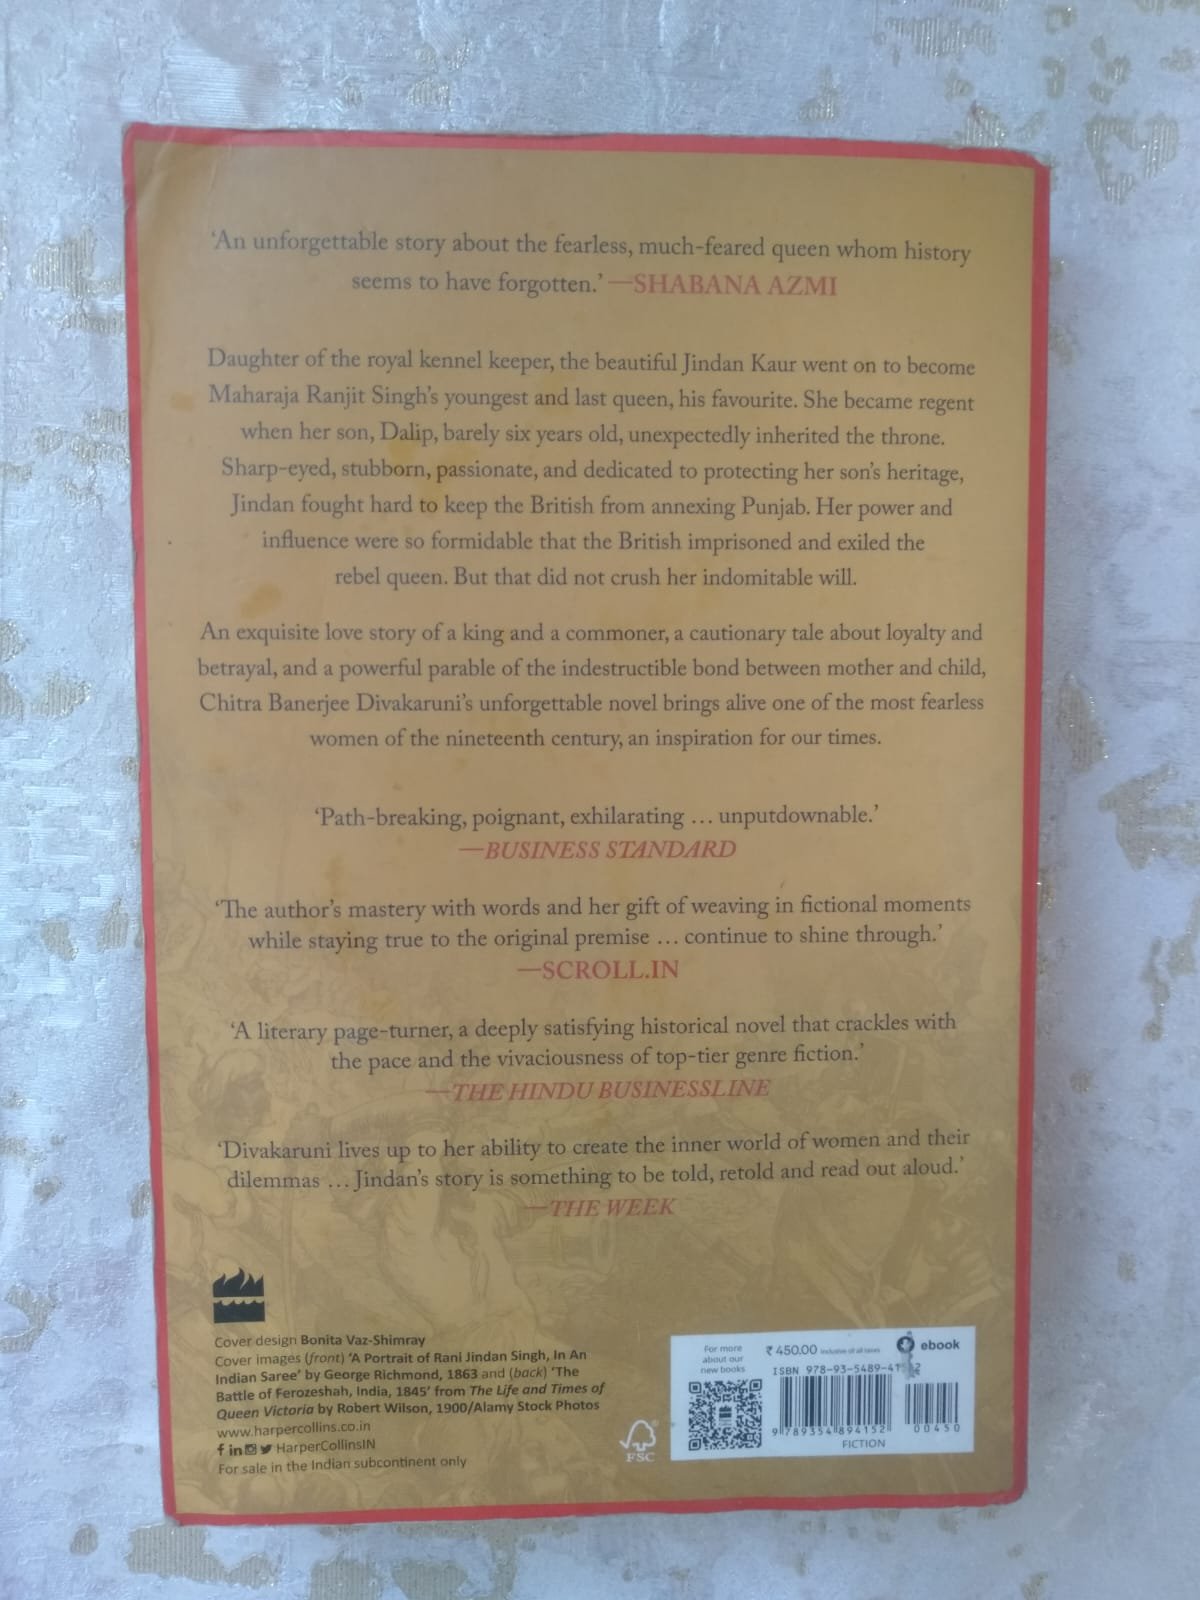 ‘An unforgettable story about the fearless, much-feared queen whom history
seems to have forgotten.’ —SHABANA AZMI
Daughter of the royal kennel keeper, the beautiful Jindan Kaur went on to become
Maharaja Ranjit Singh’s youngest and last queen, his favourite. She became regent
when her son, Dalip, barely six years old, unexpectedly inherited the throne.
Sharp-eyed, stubborn, passionate, and dedicated to protecting her son’s heritage,
Jindan fought hard to keep the British from annexing Punjab. Her power and
influence were so formidable that the British imprisoned and exiled the
rebel queen. But that did not crush her indomitable will.
An exquisite love story of a king and a commoner, a cautionary tale about loyalty and
betrayal, and a powerful parable of the indestructible bond between mother and child,
Chitra Banerjee Divakaruni’s unforgettable novel brings alive one of the most fearless
women of the nineteenth century, an inspiration for our times.
‘Path-breaking, poignant, exhilarating … unputdownable.’
—BUSINESS STANDARD
‘The author’s mastery with words and her gift of weaving in fictional moments
while staying true to the original premise … continue to shine through.’
—SCROLL.IN
‘A literary page-turner, a deeply satisfying historical novel that crackles with
the pace and the vivaciousness of top-tier genre fiction.’
—THE HINDU BUSINESSLINE
‘Divakaruni lives up to her ability to create the inner world of women and their
dilemmas … Jindan’s story is something to be told, retold and read out aloud.’
—THE WEEK
Cover design Bonita Vaz-Shimray
Cover images (front) ‘A Portrait of Rani Jindan Singh, In An
Indian Saree’ by George Richmond, 1863 and (back) ‘The
Battle of Ferozeshah, India, 1845’ from The Life and Times of
Queen Victoria by Robert Wilson, 1900/Alamy Stock Photos
www.harpercollins.co.in
HarperCollinsIN
For sale in the Indian subcontinent only
FSC
For more
about our
new books
₹ 450.00 Inclusive of all taxes
ebook
ISBN 978-93-5489-41
9 789354 894152
00450
FICTION